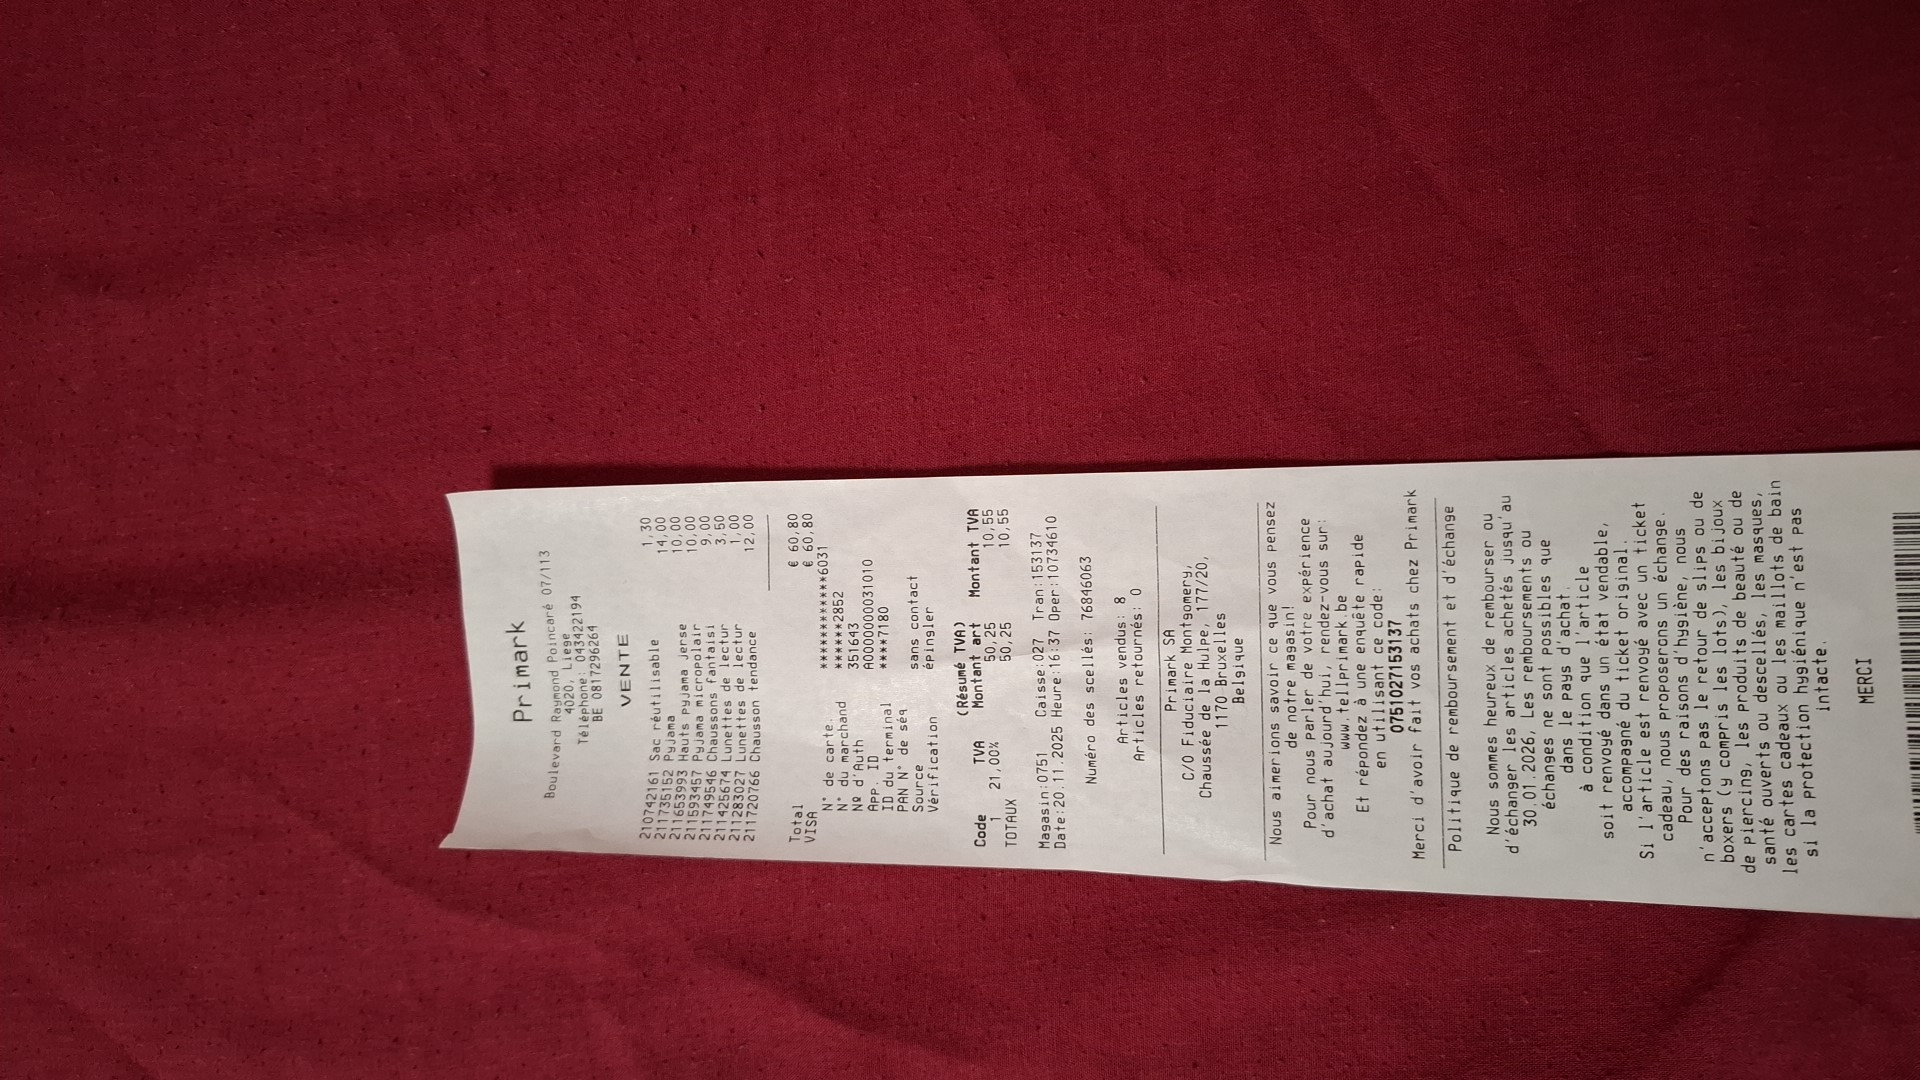 Primark
Boulevard Raymond Poincaré 07/113
4020, Liege
Téléphone: 043422194
BE 0817296264
VENTE
210742161 Sac réutilisable 1,30
211735152 Pyjama 14,00
211653993 Hauts Pyjama Jerse 10,00
211593457 Pyjama micropolair 10,00
211749546 Chaussons fantaisi 9,00
211425674 Lunettes de lectur 3,50
211283027 Lunettes de lectur 1,00
211720766 Chausson tendance 12,00
Total € 60,80
VISA € 60,80
N° de carte. ************6031
N° du marchand ******2852
Nº d'Auth 351643
APP. ID A0000000031010
ID du terminal ****7180
PAN N° de séq.
Source sans contact
Vérification épingler
(Résumé TVA)
Code TVA Montant art Montant TVA
1 21,00% 50,25 10,55
TOTAUX 50,25 10,55
Magasin:0751 Caisse:027 Tran:153137
Date:20.11.2025 Heure:16:37 Oper:10734610
Numéro des scellés: 76846063
Articles vendus: 8
Articles retournés: 0
Primark SA
C/O Fiduciaire Montgomery,
Chaussée de la Hulpe, 177/20,
1170 Bruxelles
Belgique
Nous aimerions savoir ce que vous pensez
de notre magasin!
Pour nous parler de votre expérience
d'achat aujourd'hui, rendez-vous sur:
www.tellprimark.be
Et répondez à une enquête rapide
en utilisant ce code:
0751027153137
Merci d'avoir fait vos achats chez Primark
Politique de remboursement et d'échange
Nous sommes heureux de rembourser ou
d'échanger les articles achetés jusqu'au
30.01.2026, Les remboursements ou
échanges ne sont possibles que
dans le pays d'achat.
à condition que l'article
soit renvoyé dans un état vendable,
accompagné du ticket original.
Si l'article est renvoyé avec un ticket
cadeau, nous proposerons un échange.
Pour des raisons d'hygiène, nous
n'acceptons pas le retour de slips ou de
boxers (y compris les lots), les bijoux
de piercing, les produits de beauté ou de
santé ouverts ou descellés, les masques,
les cartes cadeaux ou les maillots de bain
si la protection hygiénique n'est pas
intacte.
MERCI